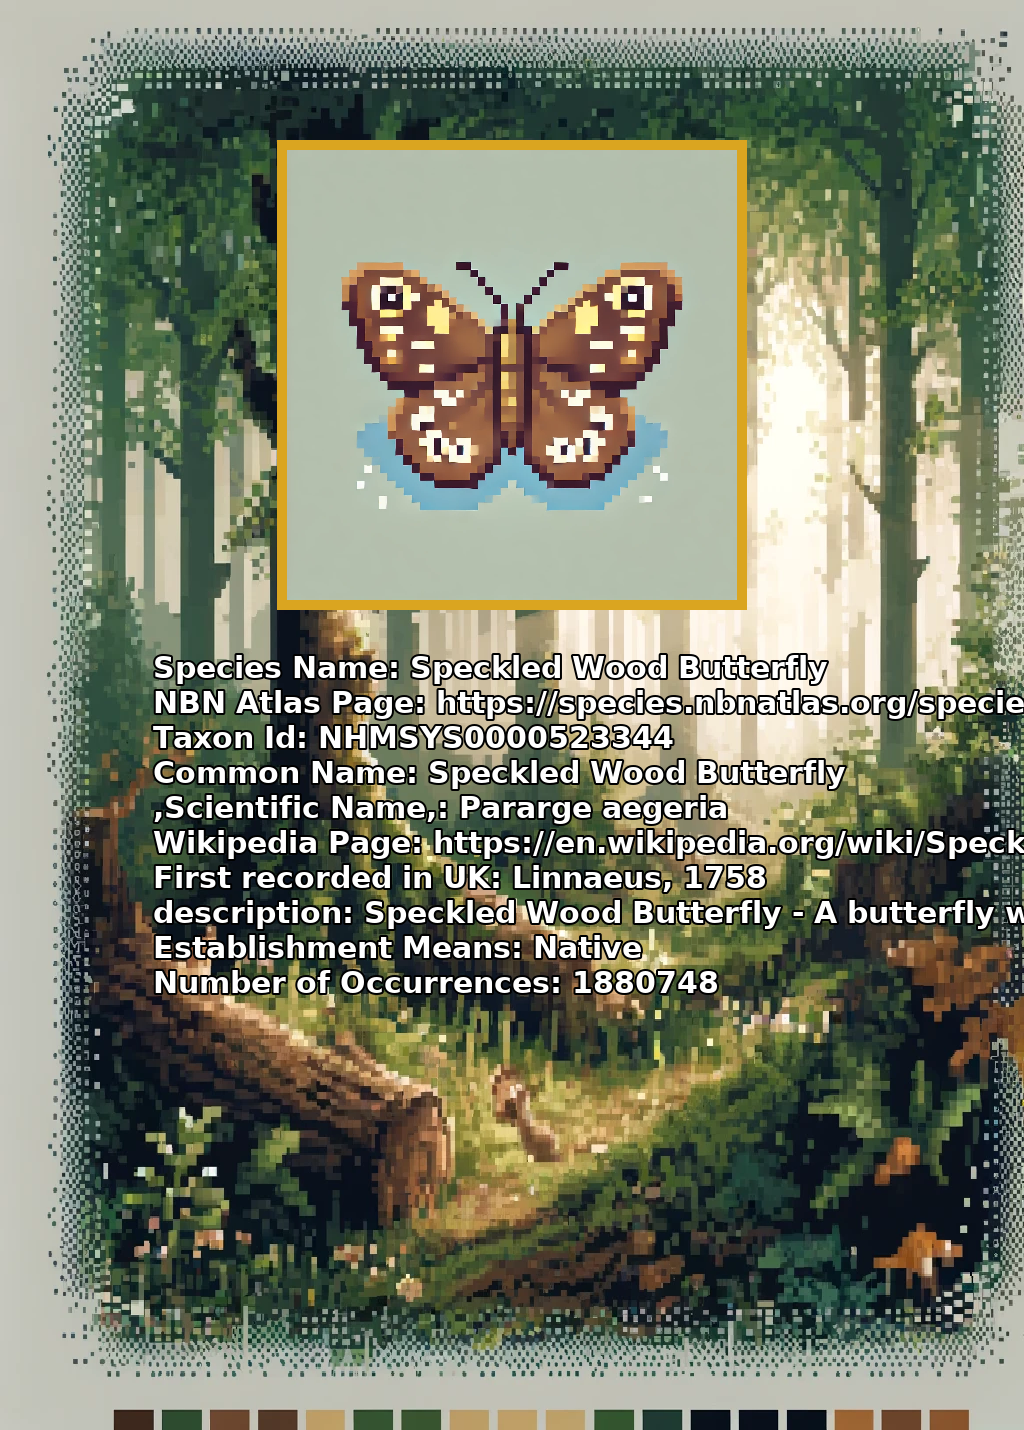 Species Name: Speckled Wood Butterfly
NBN Atlas Page: https://species.nbnatlas.org/specie
Taxon Id: NHMSYS0000523344
Common Name: Speckled Wood Butterfly
,Scientific Name,: Pararge aegeria
Wikipedia Page: https://en.wikipedia.org/wiki/Speck
First recorded in UK: Linnaeus, 1758
description: Speckled Wood Butterfly - A butterfly w
Establishment Means: Native
Number of Occurrences: 1880748